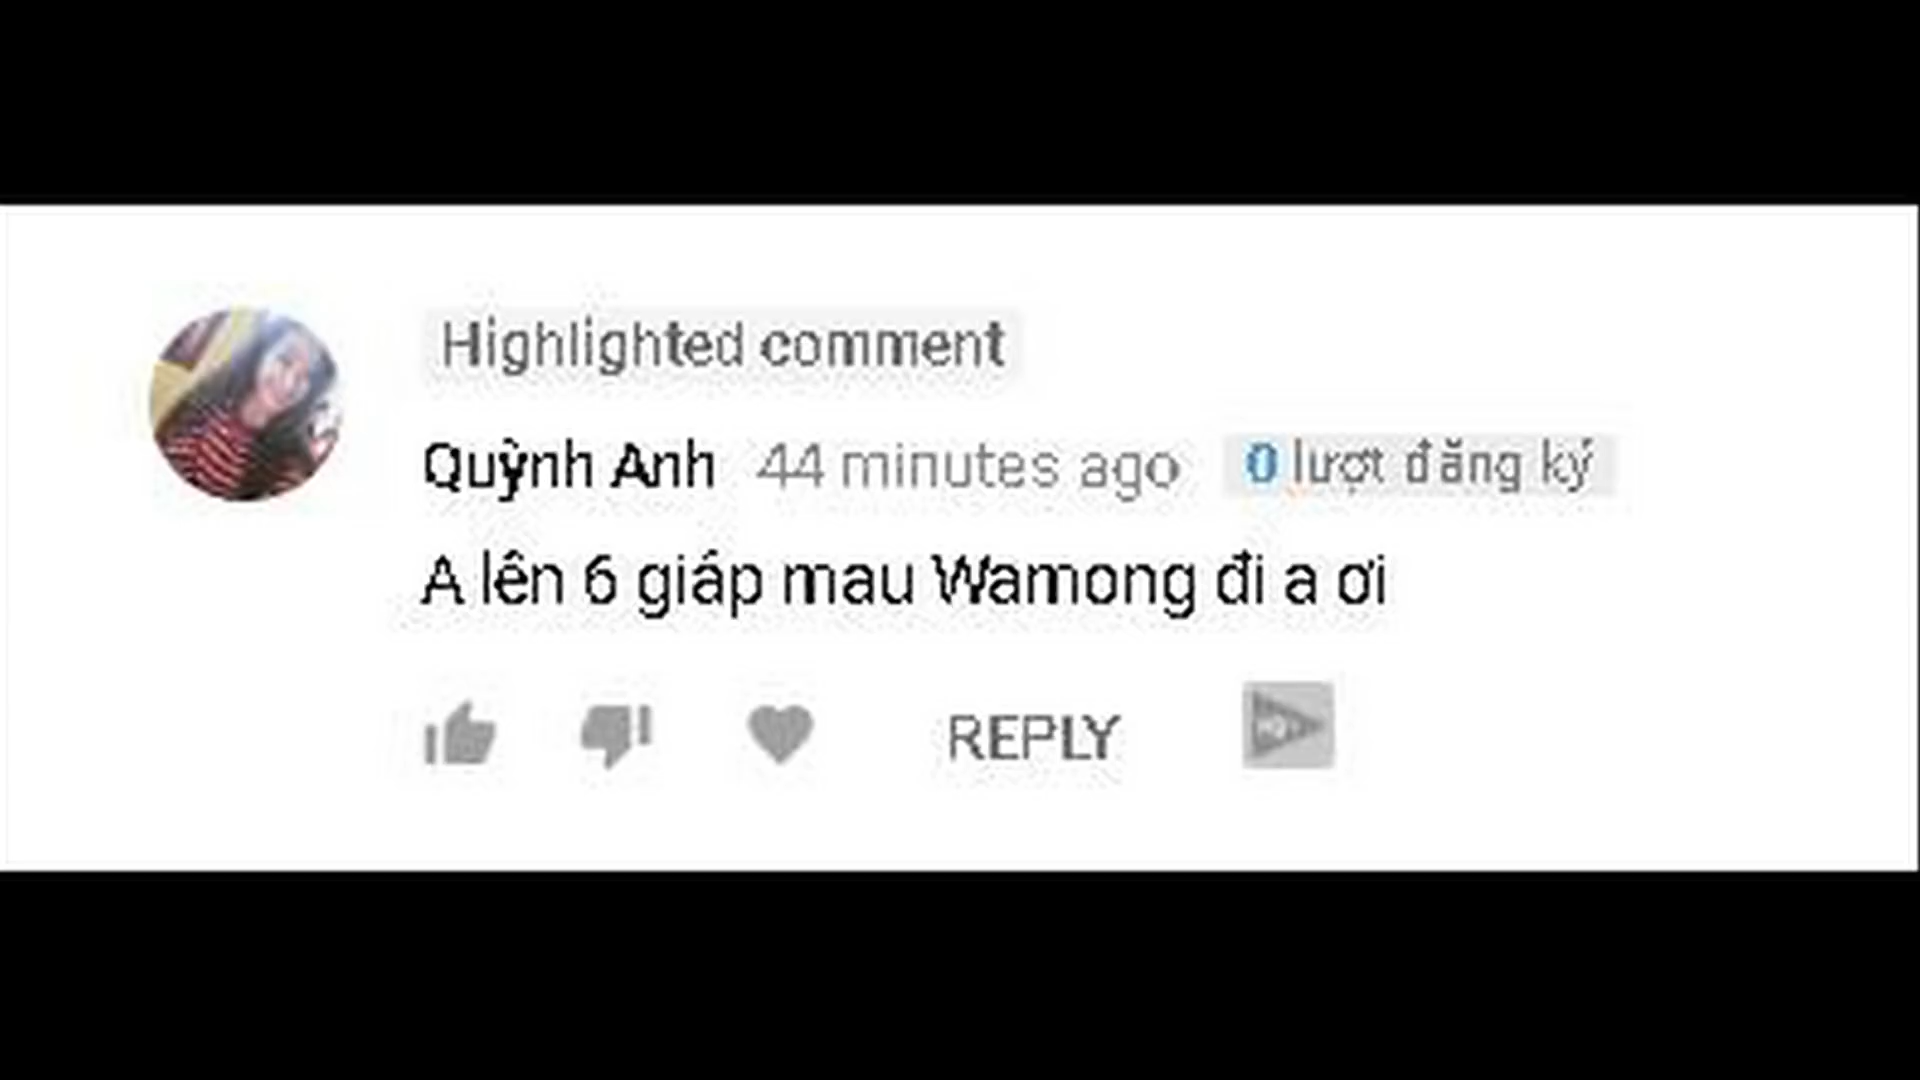 Highlighted comment
Quỳnh Anh 44 minutes ago 0 lượt đăng ký
A lên 6 giáp mau Wamong đi a ơi
REPLY